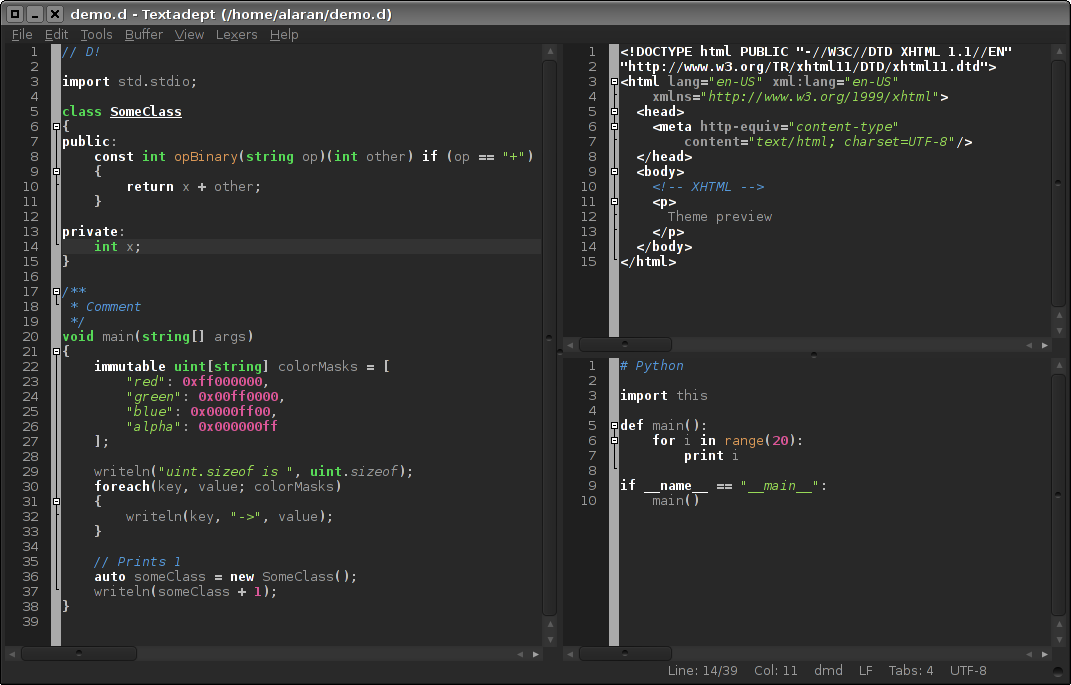 demo.d - Textadept (/home/alaran/demo.d)
File Edit Tools Buffer View Lexers Help
1 // D!
2
3 import std.stdio;
4
5 class SomeClass
6 {
7 public:
8     const int opBinary(string op)(int other) if (op == "+")
9     {
10         return x + other;
11     }
12
13 private:
14     int x;
15 }
16
17 /**
18  * Comment
19  */
20 void main(string[] args)
21 {
22     immutable uint[string] colorMasks = [
23         "red": 0xff000000,
24         "green": 0x00ff0000,
25         "blue": 0x0000ff00,
26         "alpha": 0x000000ff
27     ];
28
29     writeln("uint.sizeof is ", uint.sizeof);
30     foreach(key, value; colorMasks)
31     {
32         writeln(key, "->", value);
33     }
34
35     // Prints 1
36     auto someClass = new SomeClass();
37     writeln(someClass + 1);
38 }
39
1 <!DOCTYPE html PUBLIC "-//W3C//DTD XHTML 1.1//EN"
2 "http://www.w3.org/TR/xhtml11/DTD/xhtml11.dtd">
3 <html lang="en-US" xml:lang="en-US"
4     xmlns="http://www.w3.org/1999/xhtml">
5   <head>
6     <meta http-equiv="content-type"
7         content="text/html; charset=UTF-8"/>
8   </head>
9   <body>
10     <!-- XHTML -->
11     <p>
12       Theme preview
13     </p>
14   </body>
15 </html>
1 # Python
2
3 import this
4
5 def main():
6     for i in range(20):
7         print i
8
9 if __name__ == "__main__":
10     main()
Line: 14/39 Col: 11 dmd LF Tabs: 4 UTF-8